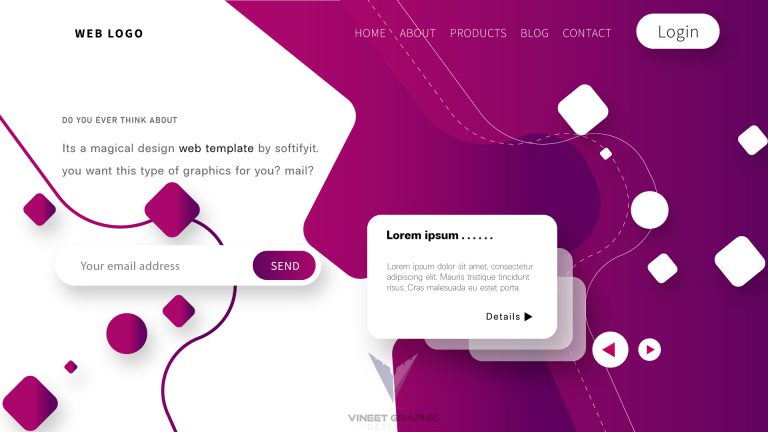 WEB LOGO
HOME ABOUT PRODUCTS BLOG CONTACT
Login
DO YOU EVER THINK ABOUT
Its a magical design web template by softifyit.
you want this type of graphics for you? mail?
Your email address
SEND
Lorem ipsum . . . . . .
Lorem ipsum dolor sit amet, consectetur
adipiscing elit. Mauris tristique tincidunt
risus. Cras malesuada eu estet porta.
Details
VINEET GRAPHIC